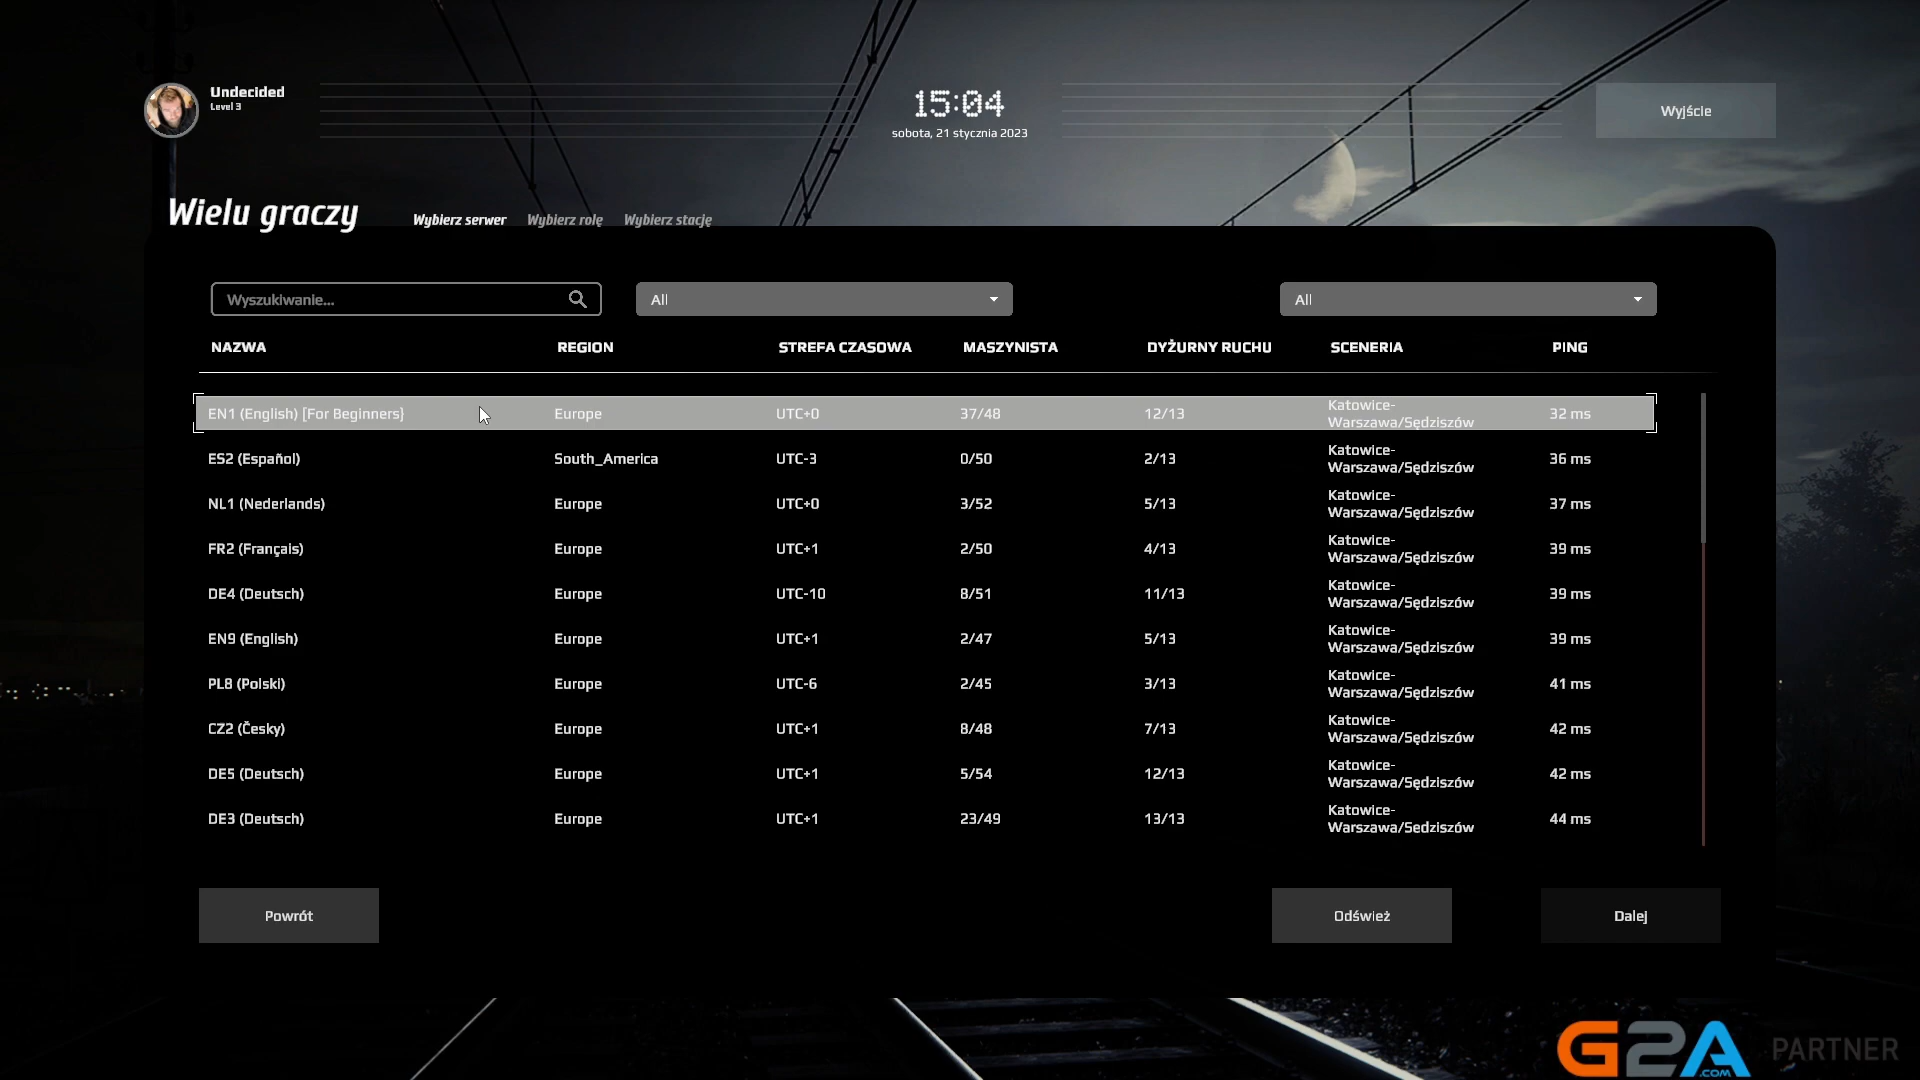 Undecided
Level 3
15:04
sobota, 21 stycznia 2023
Wyjście
Wielu graczy
Wybierz serwer Wybierz rolę Wybierz stację
Wyszukiwanie... All All
NAZWA REGION STREFA CZASOWA MASZYNISTA DYŻURNY RUCHU SCENERIA PING
EN1 (English) [For Beginners] Europe UTC+0 37/48 12/13 Katowice-
Warszawa/Sędziszów 32 ms
ES2 (Español) South_America UTC-3 0/50 2/13 Katowice-
Warszawa/Sędziszów 36 ms
NL1 (Nederlands) Europe UTC+0 3/52 5/13 Katowice-
Warszawa/Sędziszów 37 ms
FR2 (Français) Europe UTC+1 2/50 4/13 Katowice-
Warszawa/Sędziszów 39 ms
DE4 (Deutsch) Europe UTC-10 8/51 11/13 Katowice-
Warszawa/Sędziszów 39 ms
EN9 (English) Europe UTC+1 2/47 5/13 Katowice-
Warszawa/Sędziszów 39 ms
PL8 (Polski) Europe UTC-6 2/45 3/13 Katowice-
Warszawa/Sędziszów 41 ms
CZ2 (Česky) Europe UTC+1 8/48 7/13 Katowice-
Warszawa/Sędziszów 42 ms
DE5 (Deutsch) Europe UTC+1 5/54 12/13 Katowice-
Warszawa/Sędziszów 42 ms
DE3 (Deutsch) Europe UTC+1 23/49 13/13 Katowice-
Warszawa/Sędziszów 44 ms
Powrót Odśwież Dalej
G2A.COM PARTNER